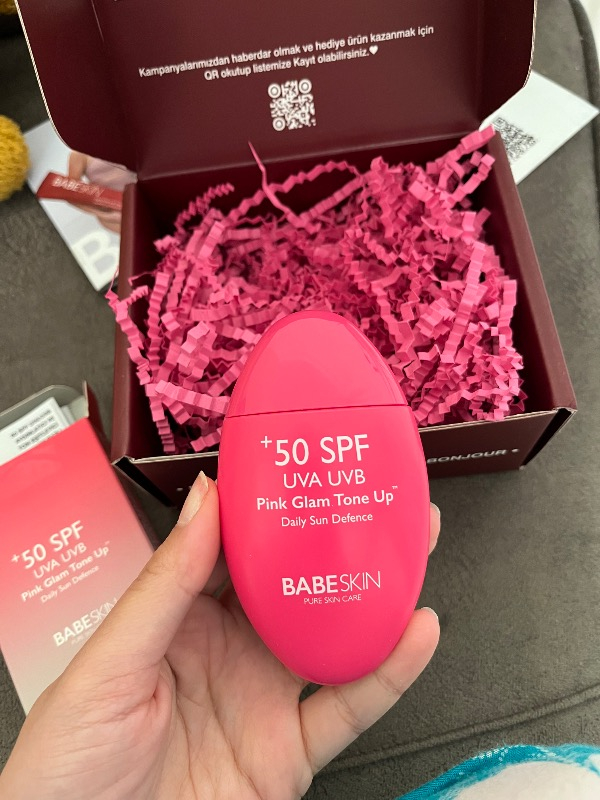 Kampanyalarımızdan haberdar olmak ve hediye ürün kazanmak için
QR okutup listemize Kayıt olabilirsiniz.♥
BABESKIN
B
BONJOUR •
+50 SPF
UVA UVB
Pink Glam Tone Up™
Daily Sun Defence
BABESKIN
PURE SKIN CARE
+50 SPF
UVA UVB
Pink Glam Tone Up™
Daily Sun Defence
BABESKIN
PURE